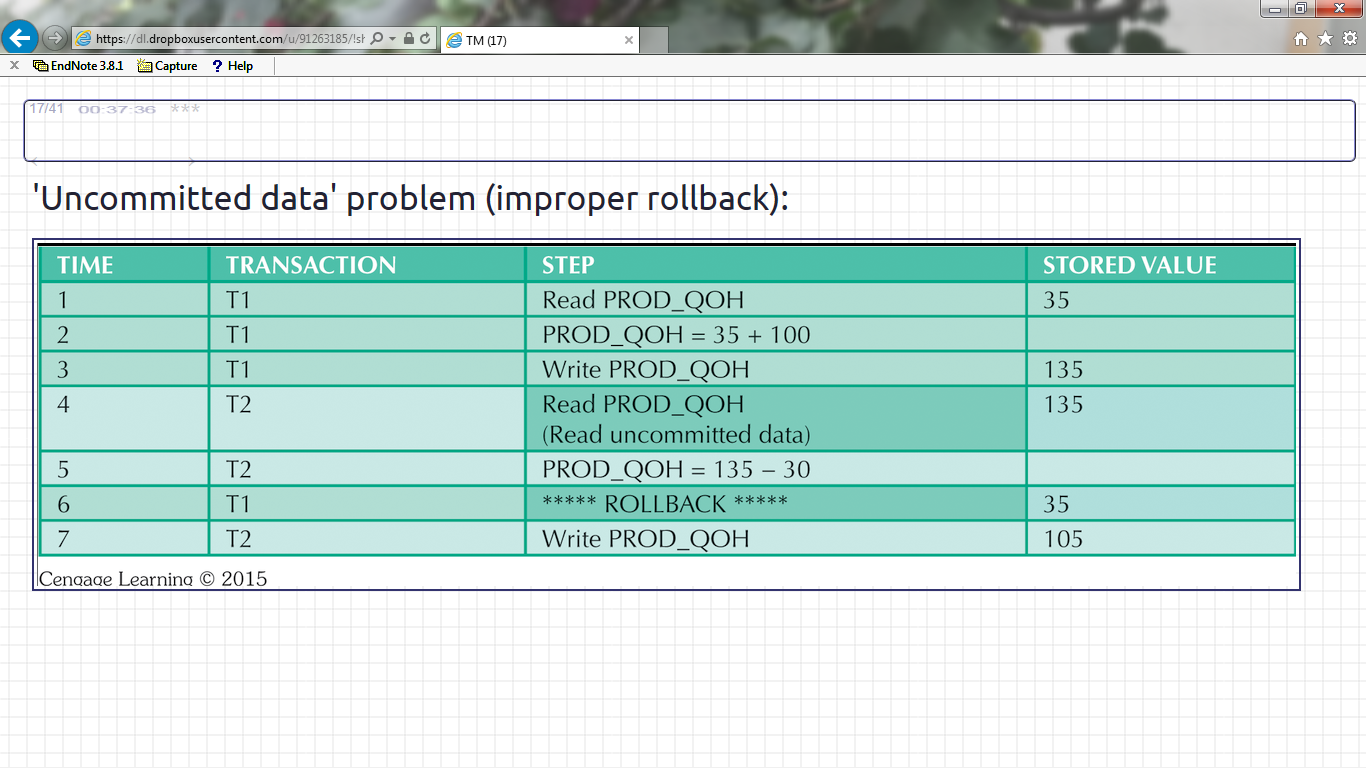 https://dl.dropboxusercontent.com/u/91263185/!sl
TM (17)
EndNote 3.8.1 Capture ? Help
17/41 00:37:36 ***
< >
'Uncommitted data' problem (improper rollback):
TIME TRANSACTION STEP STORED VALUE
1 T1 Read PROD_QOH 35
2 T1 PROD_QOH = 35 + 100
3 T1 Write PROD_QOH 135
4 T2 Read PROD_QOH 135
(Read uncommitted data)
5 T2 PROD_QOH = 135 – 30
6 T1 ***** ROLLBACK ***** 35
7 T2 Write PROD_QOH 105
Cengage Learning © 2015